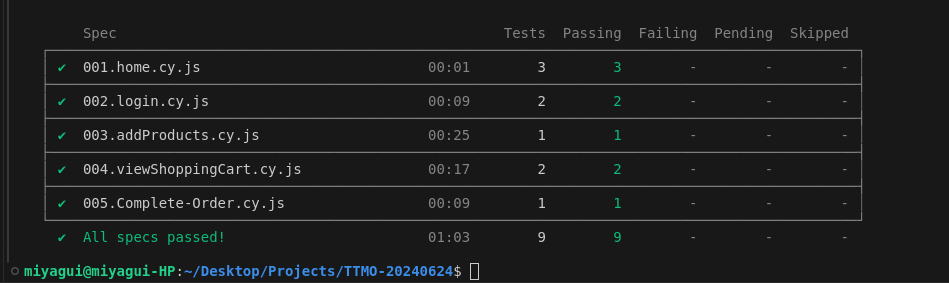 Spec Tests Passing Failing Pending Skipped
✔ 001.home.cy.js 00:01 3 3 - - -
✔ 002.login.cy.js 00:09 2 2 - - -
✔ 003.addProducts.cy.js 00:25 1 1 - - -
✔ 004.viewShoppingCart.cy.js 00:17 2 2 - - -
✔ 005.Complete-Order.cy.js 00:09 1 1 - - -
✔ All specs passed! 01:03 9 9 - - -
miyagui@miyagui-HP:~/Desktop/Projects/TTMO-20240624$